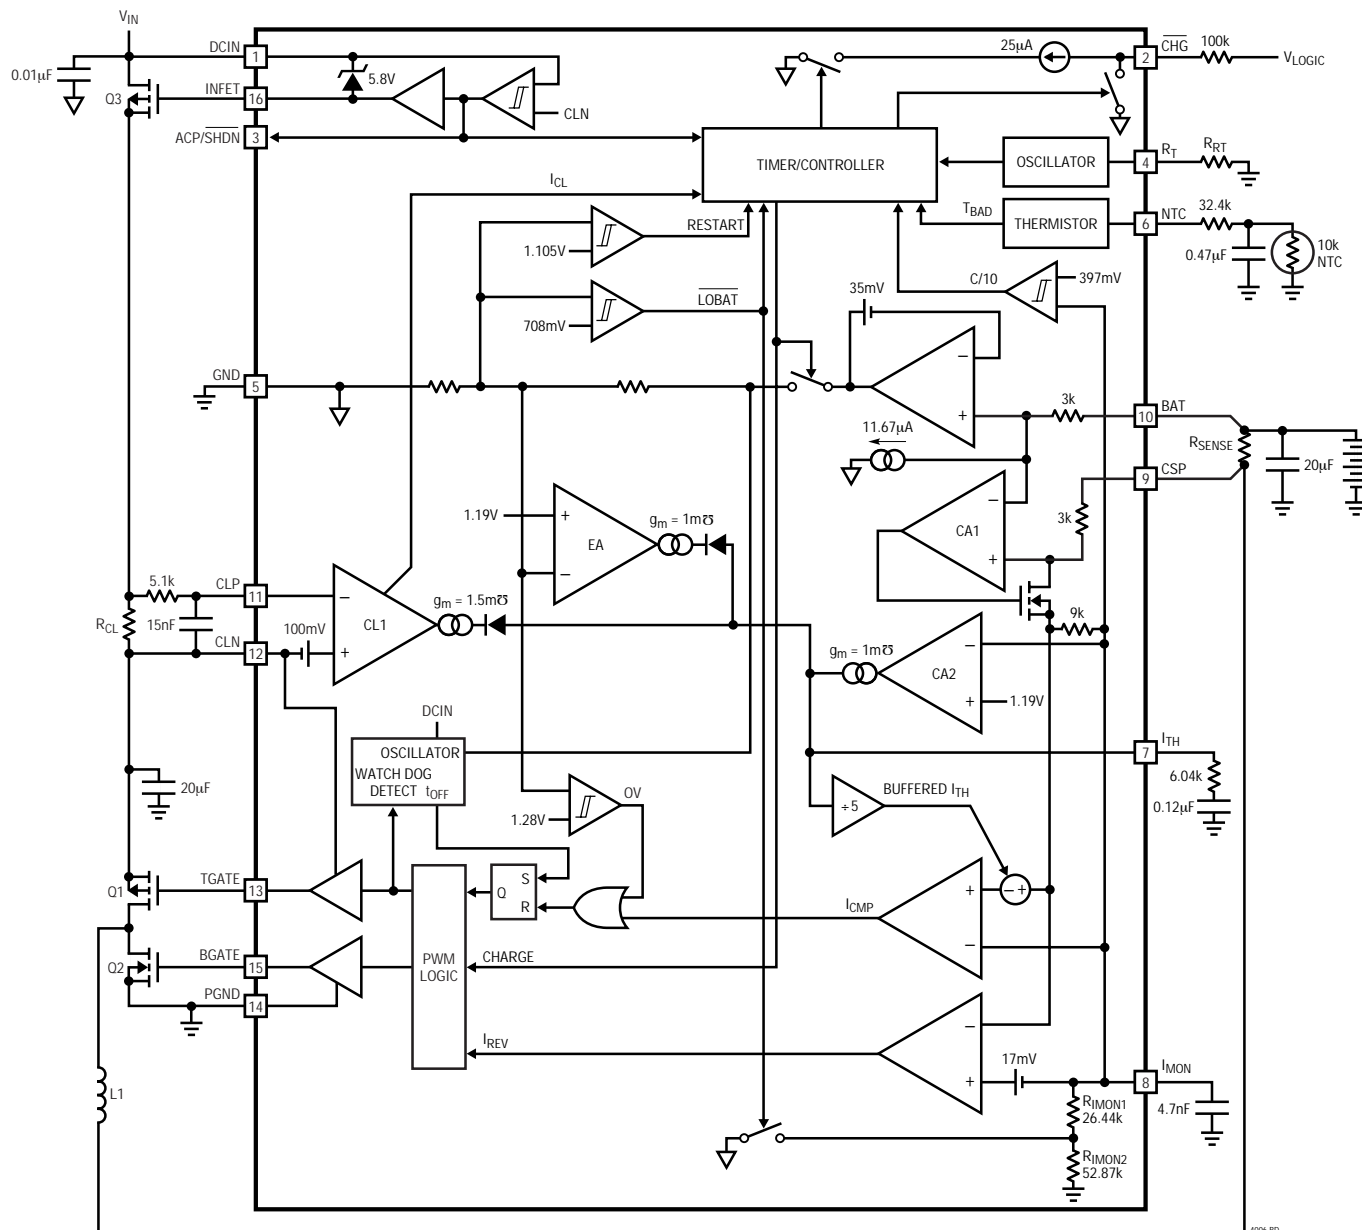 VIN
DCIN
1
0.01µF
INFET
16
Q3
ACP/SHDN
3
5.8V
CLN
25µA
2
CHG
100k
VLOGIC
TIMER/CONTROLLER
OSCILLATOR
4
RT
RRT
ICL
TBAD
THERMISTOR
6
NTC
32.4k
0.47µF
10k
NTC
RESTART
1.105V
C/10
397mV
LOBAT
708mV
35mV
GND
5
3k
10
BAT
11.67µA
RSENSE
20µF
9
CSP
1.19V
+
EA
–
gm = 1m℧
–
CA1
+
3k
5.1k
CLP
11
RCL
15nF
CLN
12
100mV
–
CL1
+
gm = 1.5m℧
9k
gm = 1m℧
–
CA2
+
1.19V
DCIN
OSCILLATOR
WATCH DOG
DETECT tOFF
20µF
7
ITH
6.04k
0.12µF
1.28V
OV
÷5
BUFFERED ITH
TGATE
13
Q1
S
Q
R
ICMP
+
–
– +
BGATE
15
Q2
PGND
14
PWM
LOGIC
CHARGE
IREV
–
+
17mV
8
IMON
4.7nF
L1
RIMON1
26.44k
RIMON2
52.87k